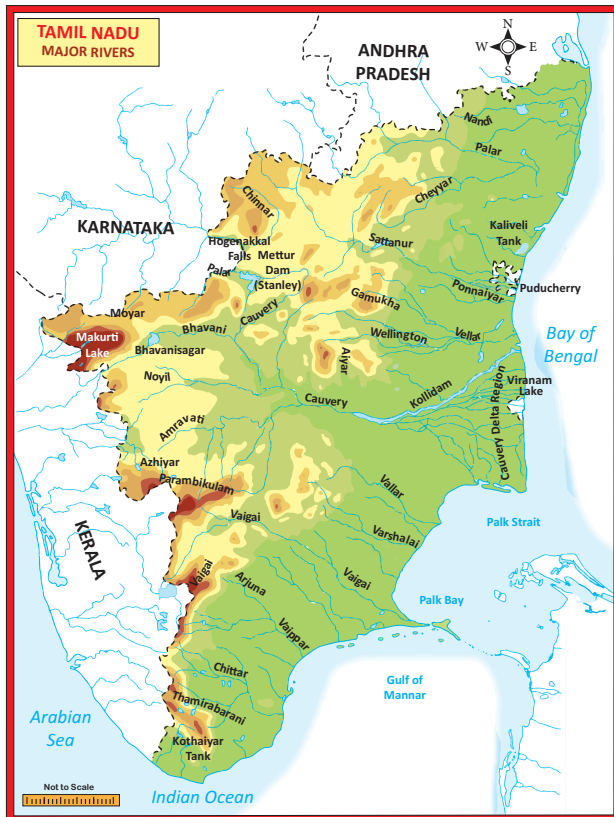 TAMIL NADU
MAJOR RIVERS
N
W
E
S
ANDHRA
PRADESH
Nandi
Palar
Chinnar
Cheyyar
KARNATAKA
Kaliveli
Tank
Hogenakkal
Falls
Mettur
Dam
(Stanley)
Sattanur
Palar
Gamukha
Ponnaiyar
Puducherry
Moyar
Cauvery
Bhavani
Wellington
Vellar
Bay of
Bengal
Makurti
Lake
Bhavanisagar
Aiyar
Noyil
Viranam
Lake
Cauvery
Kollidam
Cauvery Delta Region
Amravati
Azhiyar
Parambikulam
Vallar
Vaigai
Varshalai
Palk Strait
KERALA
Vaigai
Arjuna
Vaigai
Palk Bay
Vaippar
Chittar
Gulf of
Mannar
Thamirabarani
Arabian
Sea
Kothaiyar
Tank
Not to Scale
Indian Ocean